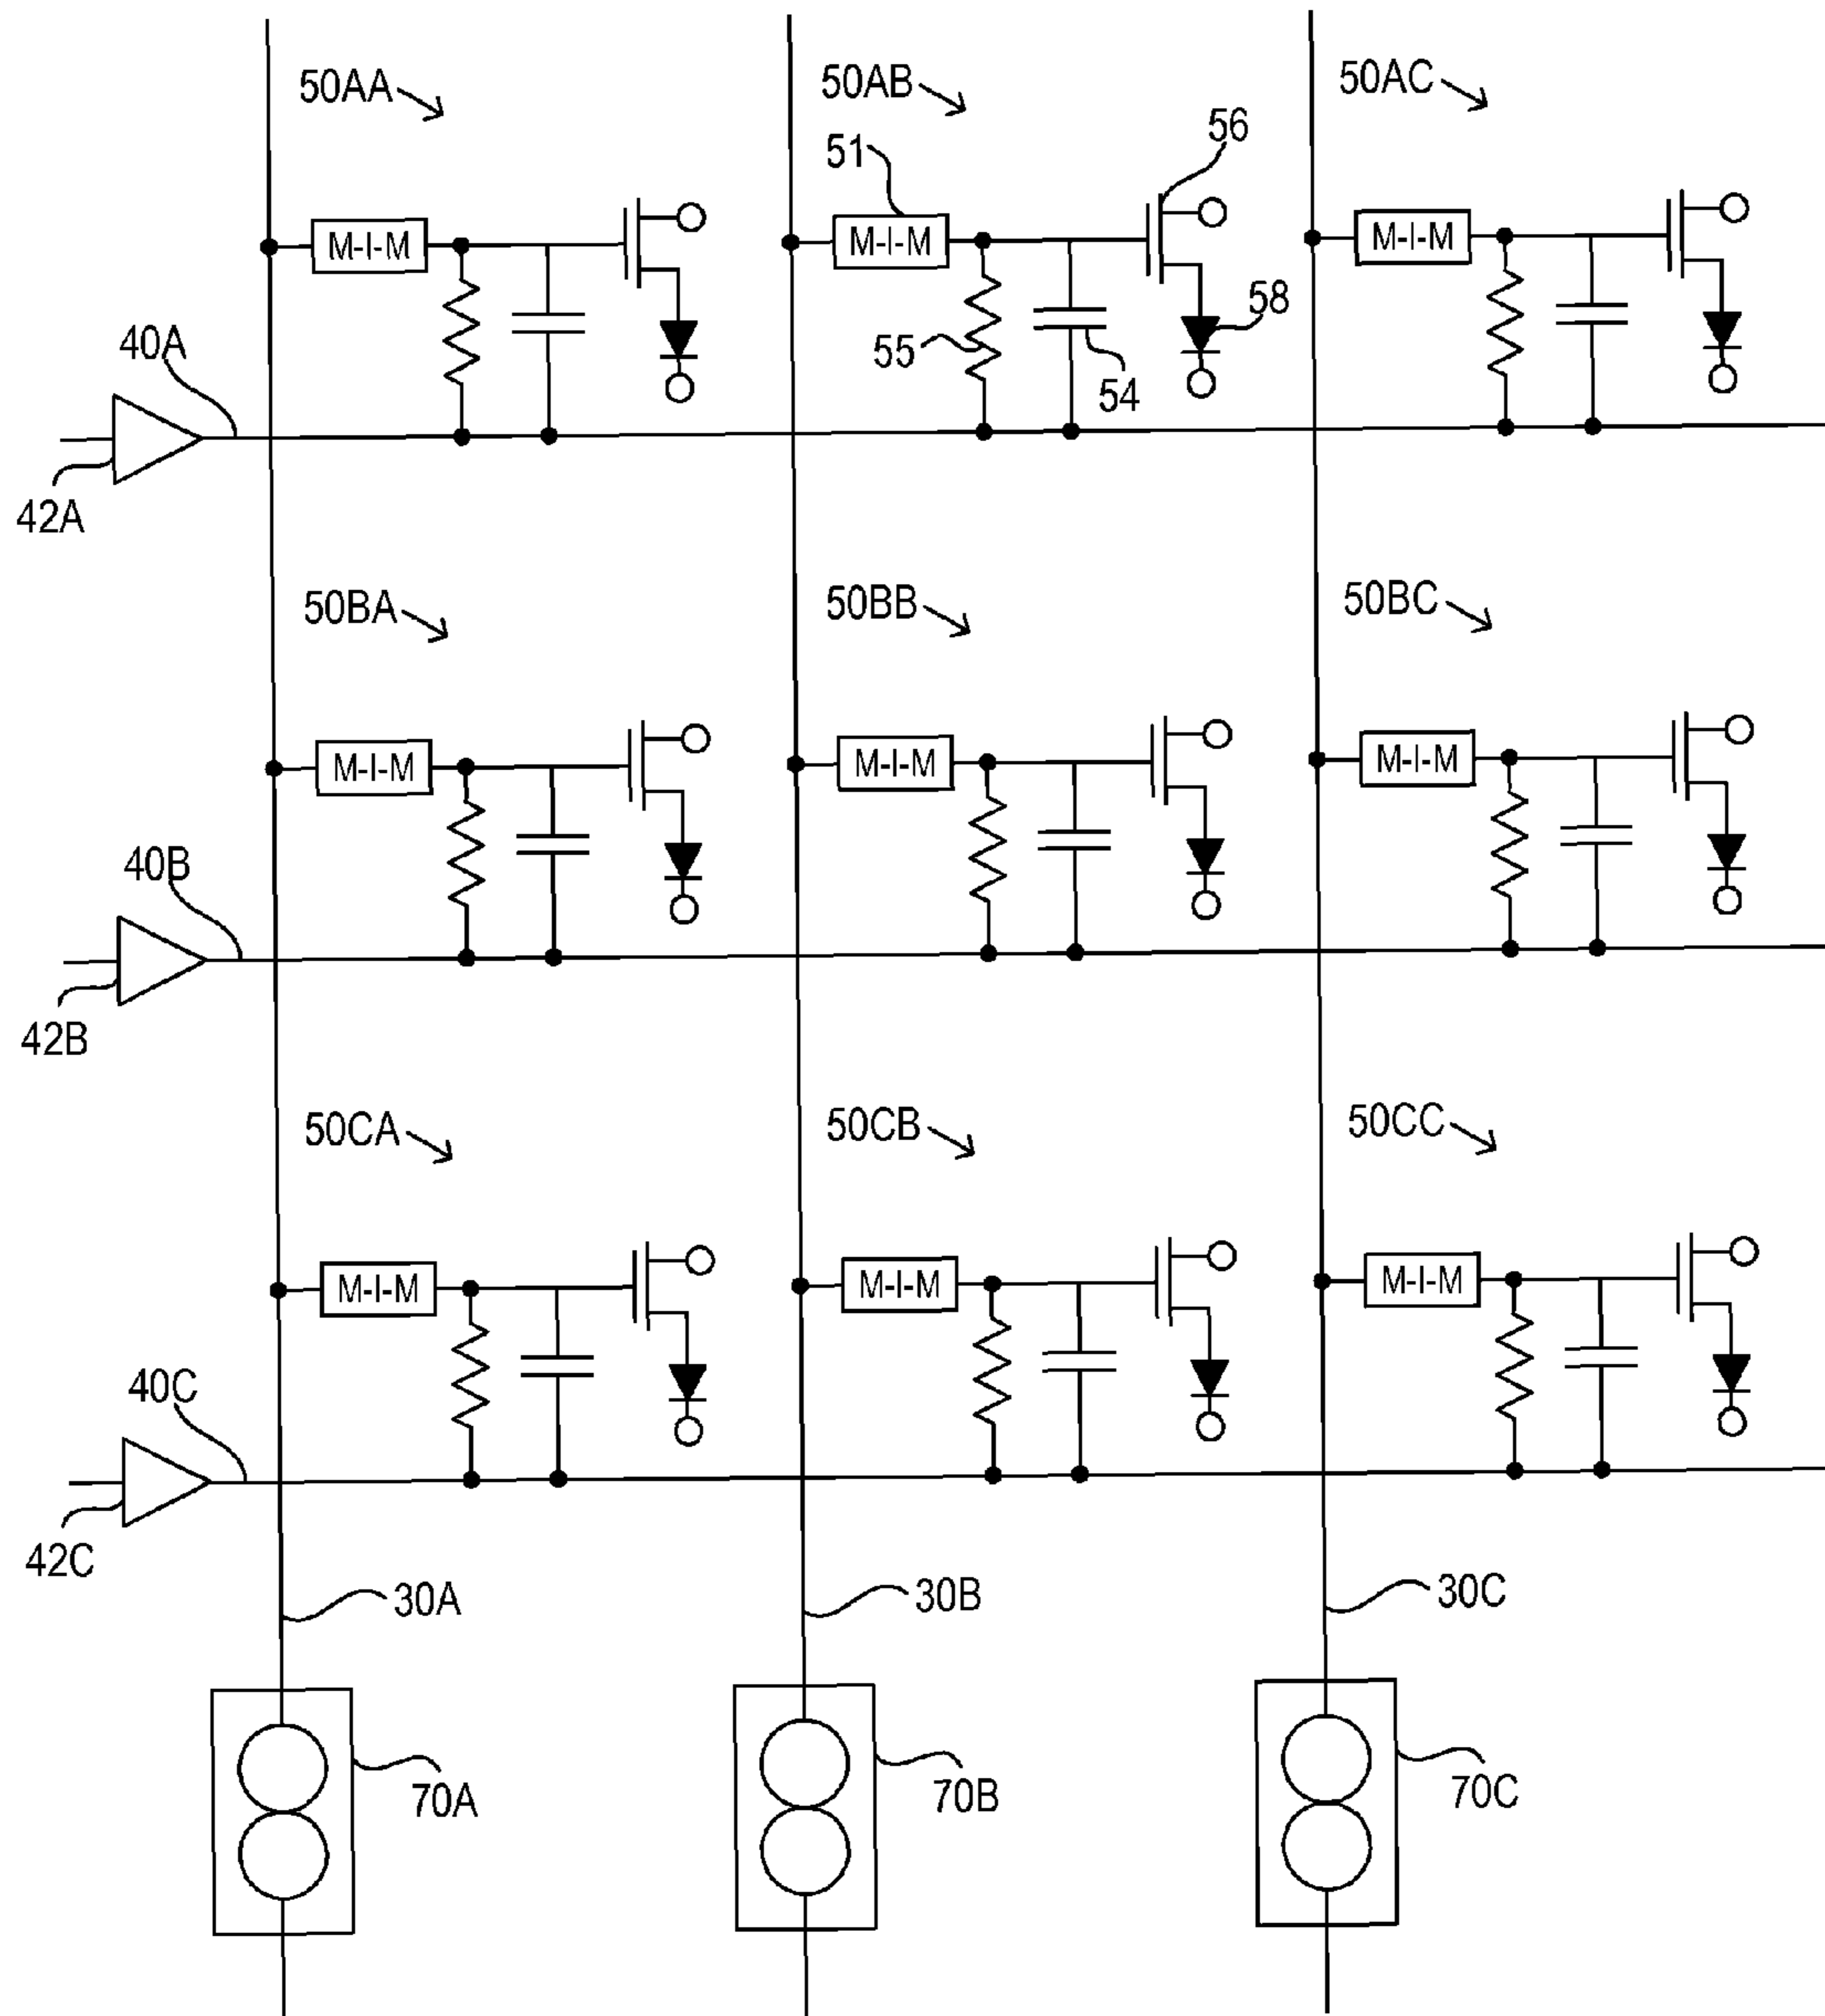 50AA
50AB
50AC
56
51
M-I-M
M-I-M
M-I-M
58
40A
55
54
42A
50BA
50BB
50BC
M-I-M
M-I-M
M-I-M
40B
42B
50CA
50CB
50CC
M-I-M
M-I-M
M-I-M
40C
42C
30A
30B
30C
70A
70B
70C